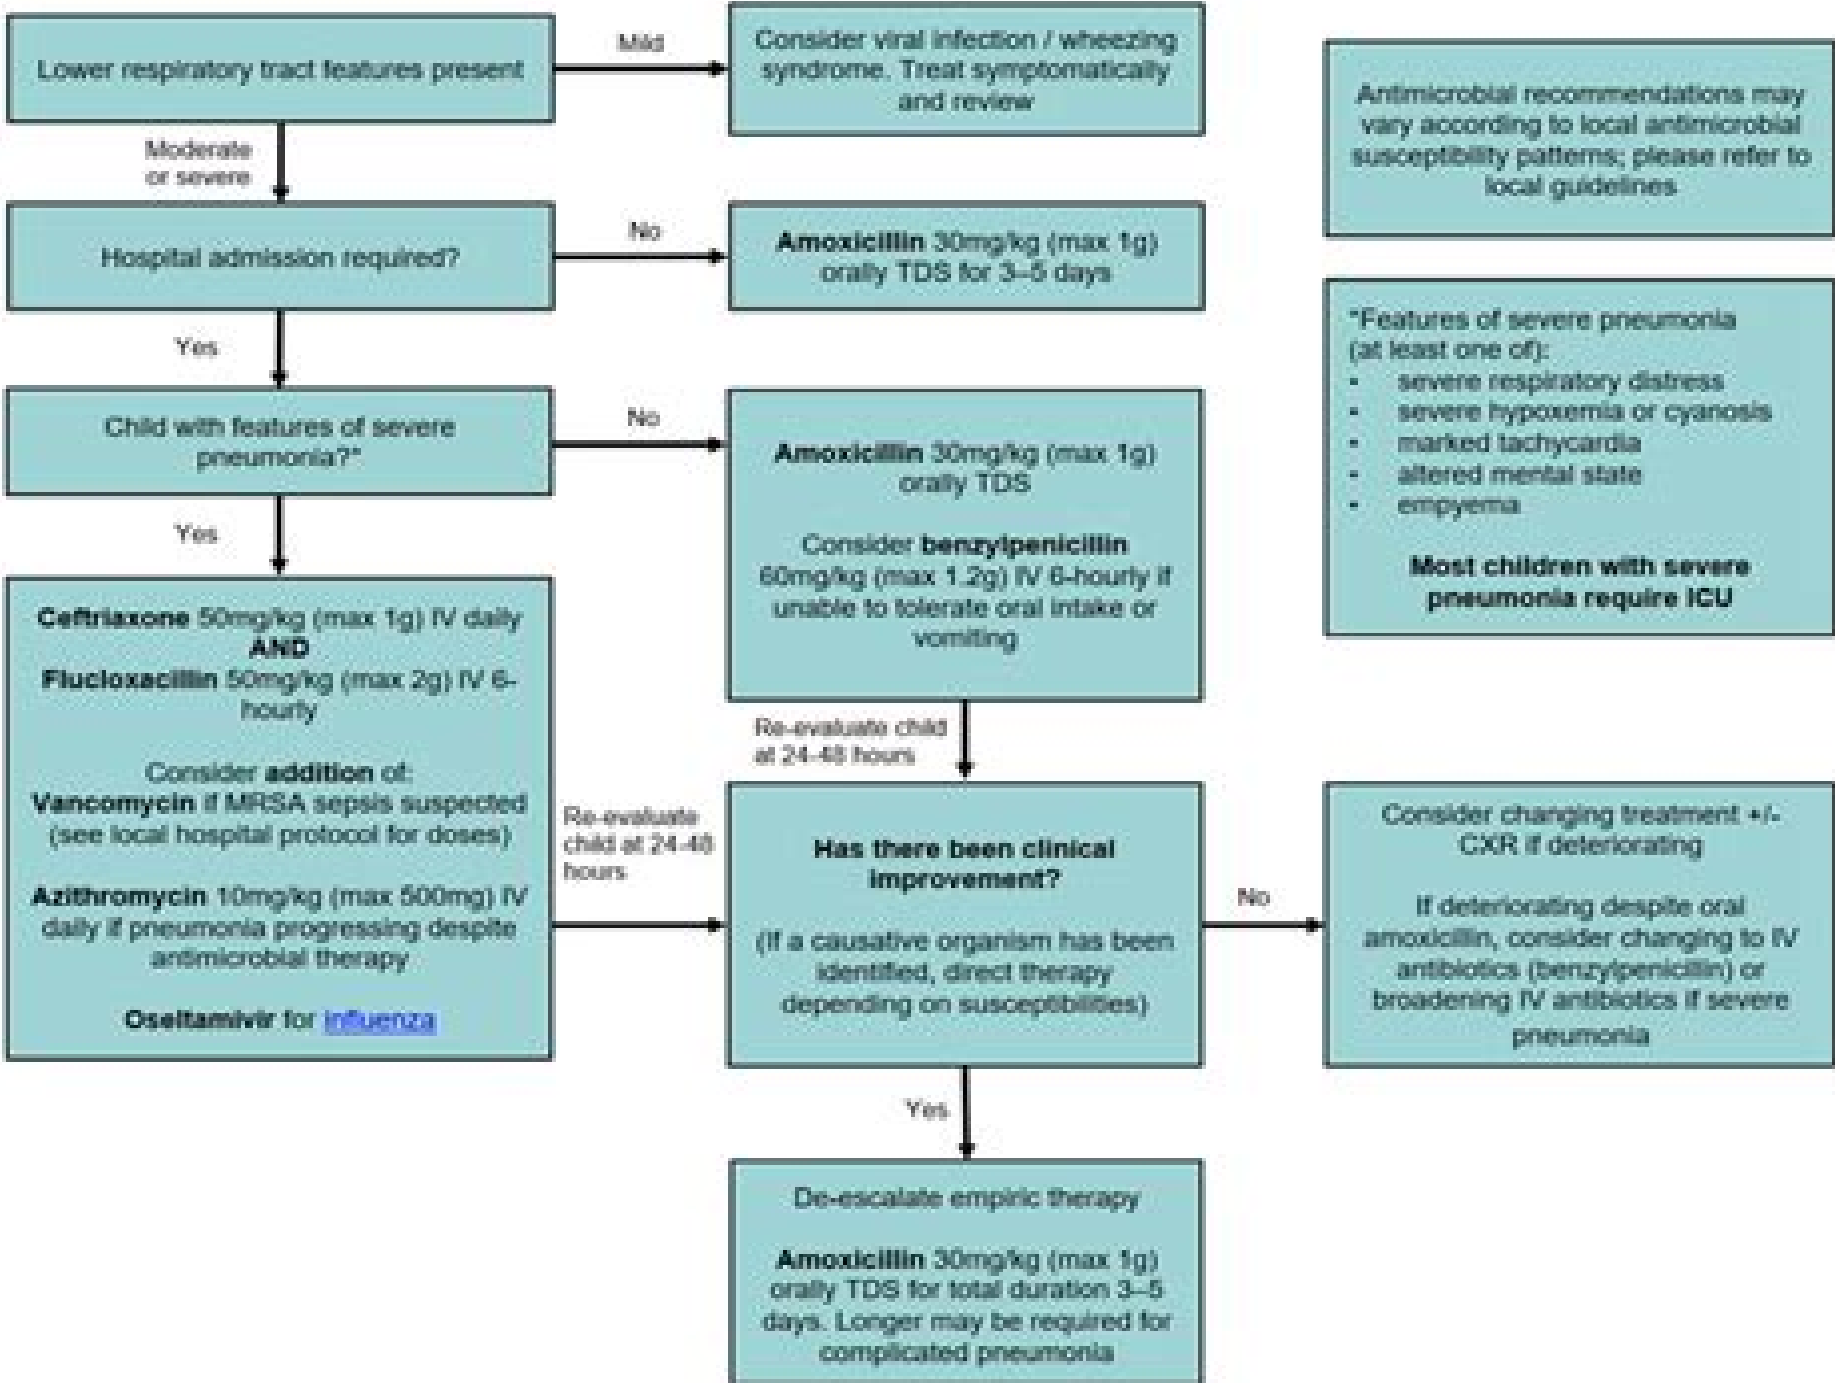 Lower respiratory tract features present
Mild
Consider viral infection / wheezing
syndrome. Treat symptomatically
and review
Antimicrobial recommendations may
vary according to local antimicrobial
susceptibility patterns; please refer to
local guidelines
Moderate
or severe
Hospital admission required?
No
Amoxicillin 30mg/kg (max 1g)
orally TDS for 3–5 days
*Features of severe pneumonia
(at least one of):
• severe respiratory distress
• severe hypoxemia or cyanosis
• marked tachycardia
• altered mental state
• empyema
Most children with severe
pneumonia require ICU
Yes
Child with features of severe
pneumonia?*
No
Amoxicillin 30mg/kg (max 1g)
orally TDS
Consider benzylpenicillin
60mg/kg (max 1.2g) IV 6-hourly if
unable to tolerate oral intake or
vomiting
Yes
Ceftriaxone 50mg/kg (max 1g) IV daily
AND
Flucloxacillin 50mg/kg (max 2g) IV 6-
hourly
Consider addition of:
Vancomycin if MRSA sepsis suspected
(see local hospital protocol for doses)
Azithromycin 10mg/kg (max 500mg) IV
daily if pneumonia progressing despite
antimicrobial therapy
Oseltamivir for influenza
Re-evaluate child
at 24-48 hours
Re-evaluate
child at 24-48
hours
Has there been clinical
improvement?
(If a causative organism has been
identified, direct therapy
depending on susceptibilities)
No
Consider changing treatment +/-
CXR if deteriorating
If deteriorating despite oral
amoxicillin, consider changing to IV
antibiotics (benzylpenicillin) or
broadening IV antibiotics if severe
pneumonia
Yes
De-escalate empiric therapy
Amoxicillin 30mg/kg (max 1g)
orally TDS for total duration 3–5
days. Longer may be required for
complicated pneumonia